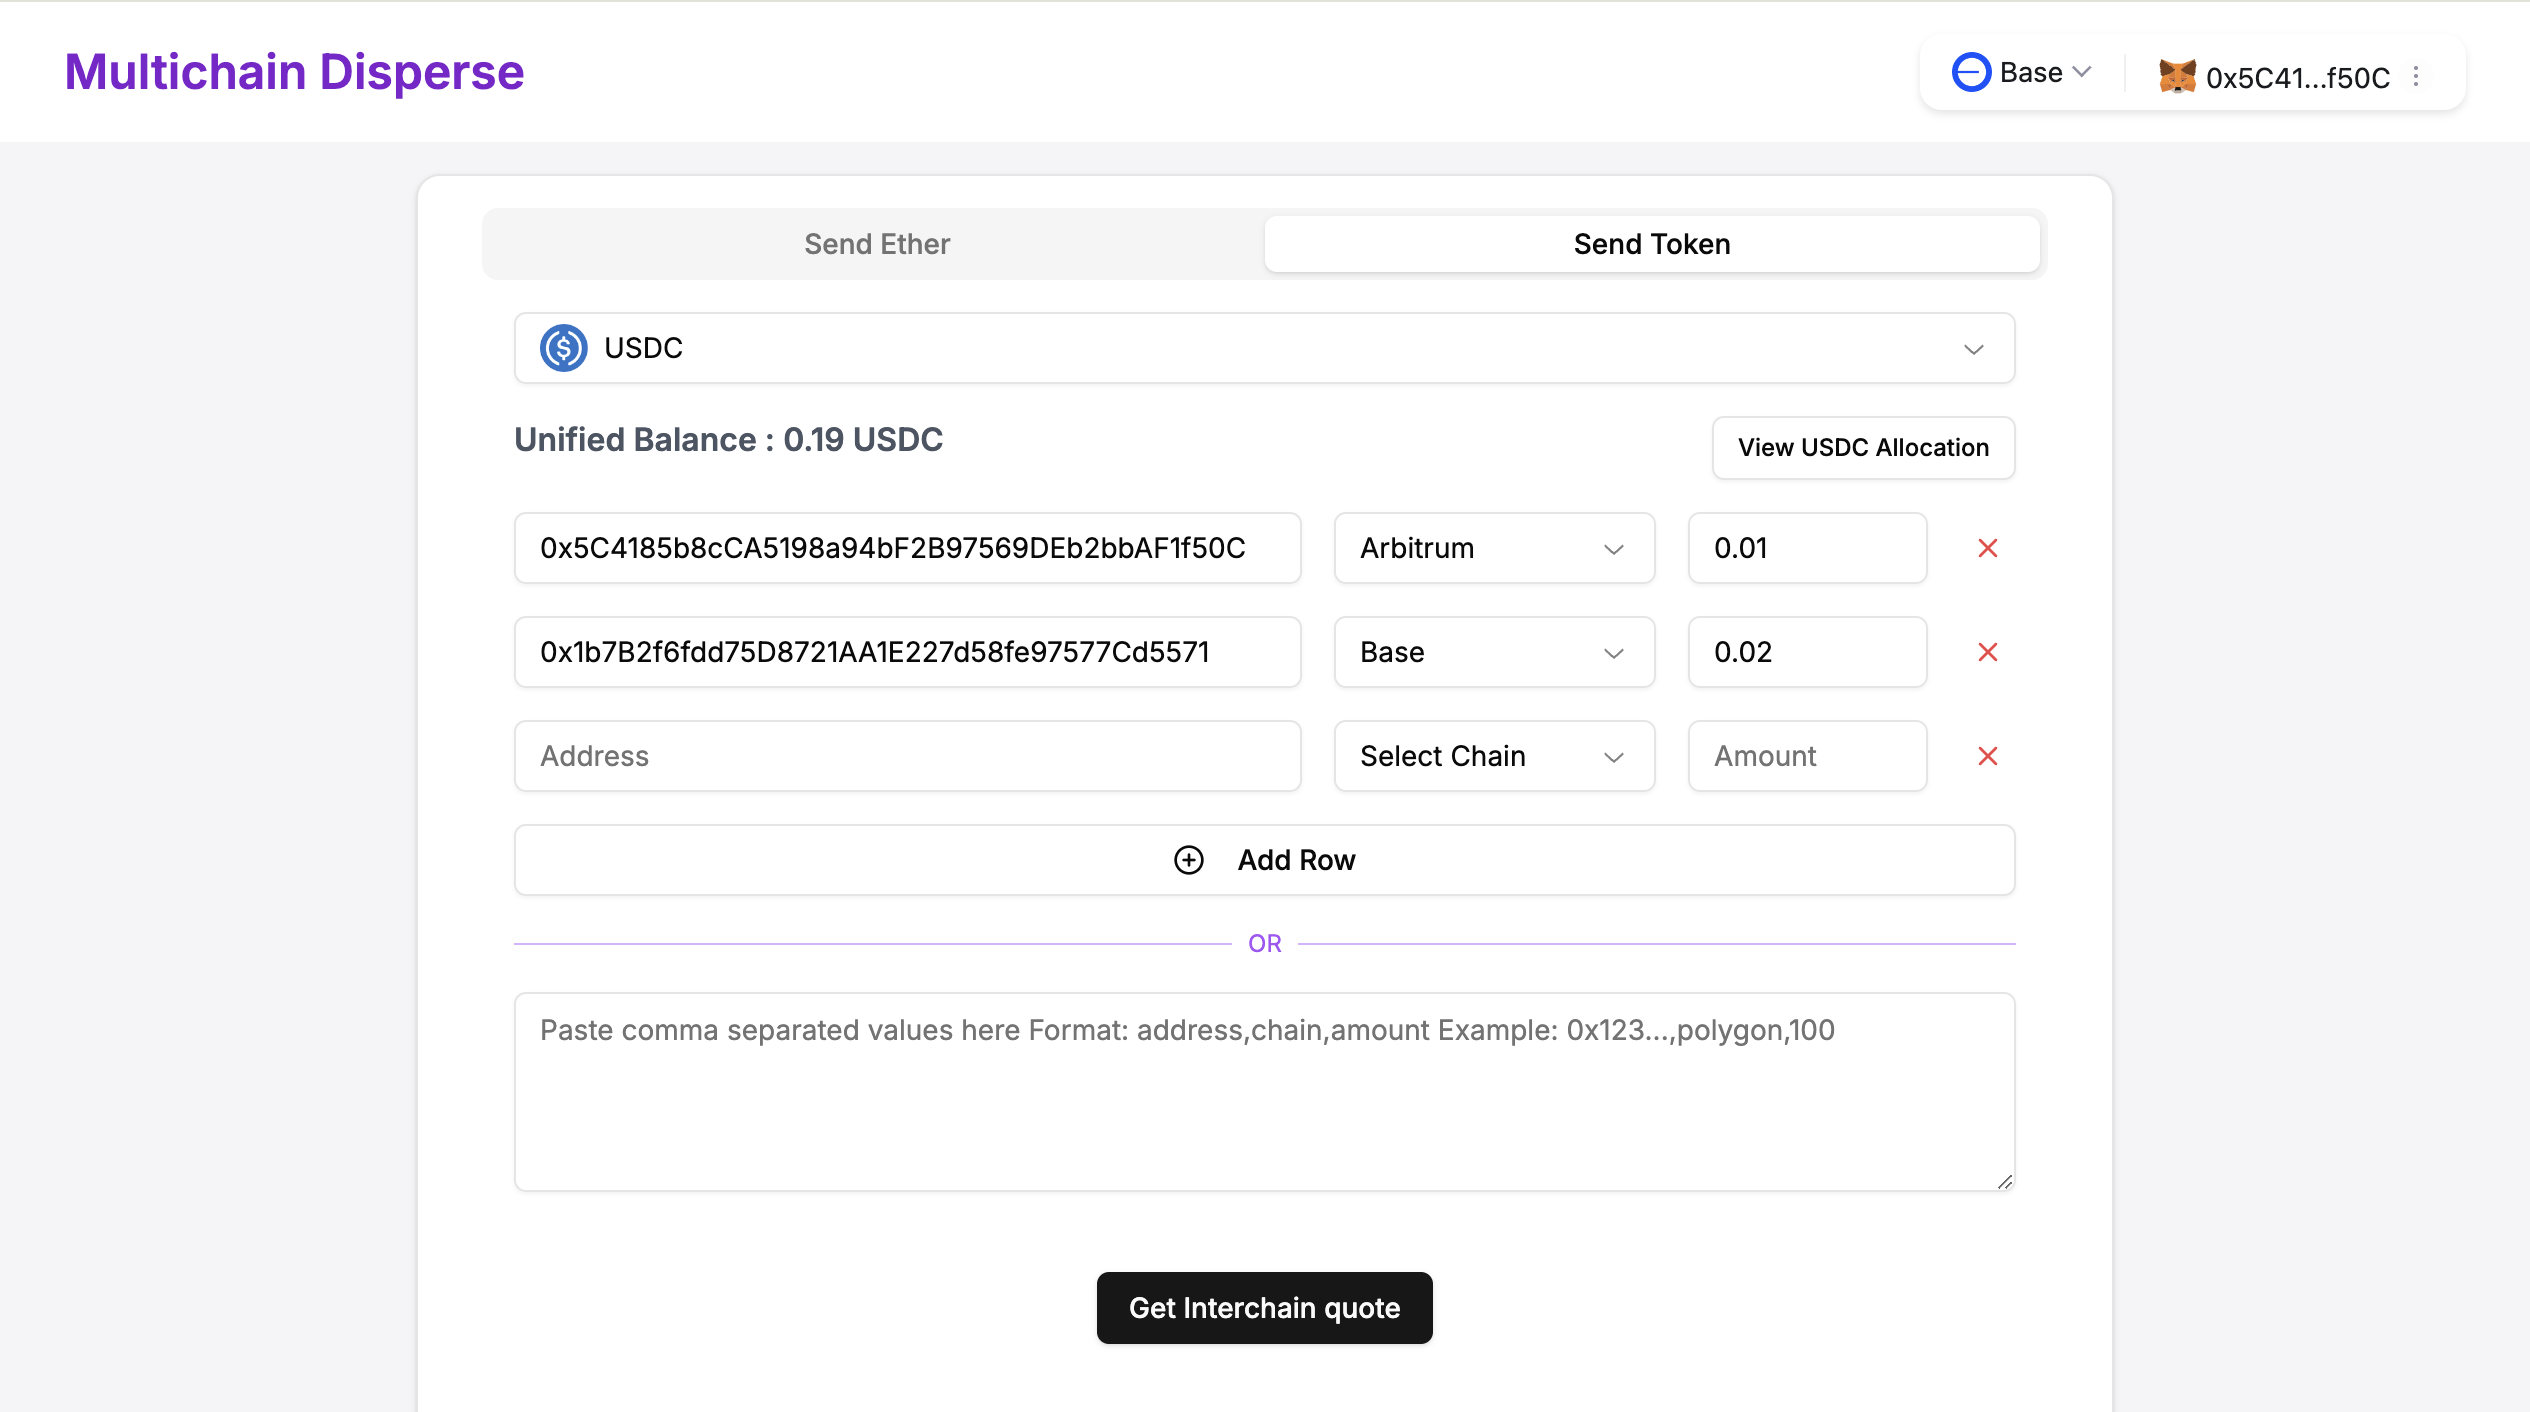 Multichain Disperse
Base
0x5C41...f50C
Send Ether
Send Token
USDC
Unified Balance : 0.19 USDC
View USDC Allocation
0x5C4185b8cCA5198a94bF2B97569DEb2bbAF1f50C
Arbitrum
0.01
0x1b7B2f6fdd75D8721AA1E227d58fe97577Cd5571
Base
0.02
Address
Select Chain
Amount
Add Row
OR
Paste comma separated values here Format: address,chain,amount Example: 0x123...,polygon,100
Get Interchain quote